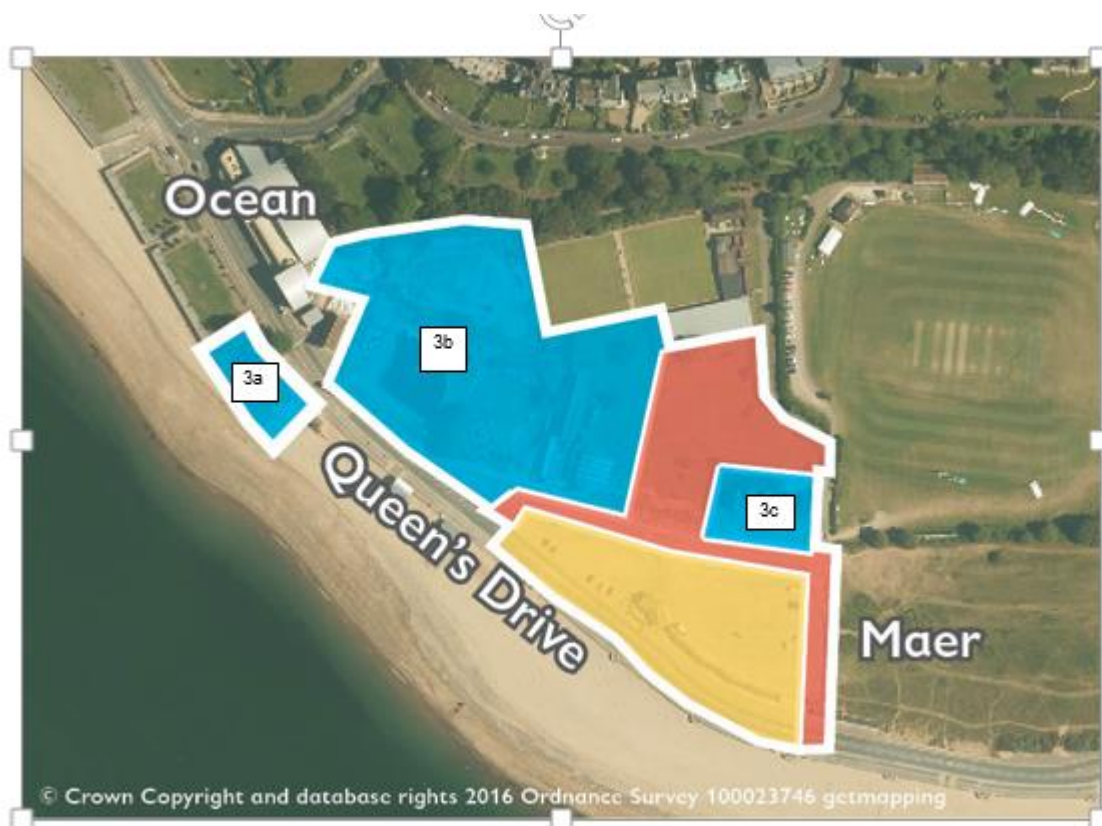 Ocean
3b
3a
3c
Queen's Drive
Maer
© Crown Copyright and database rights 2016 Ordnance Survey 100023746 getmapping